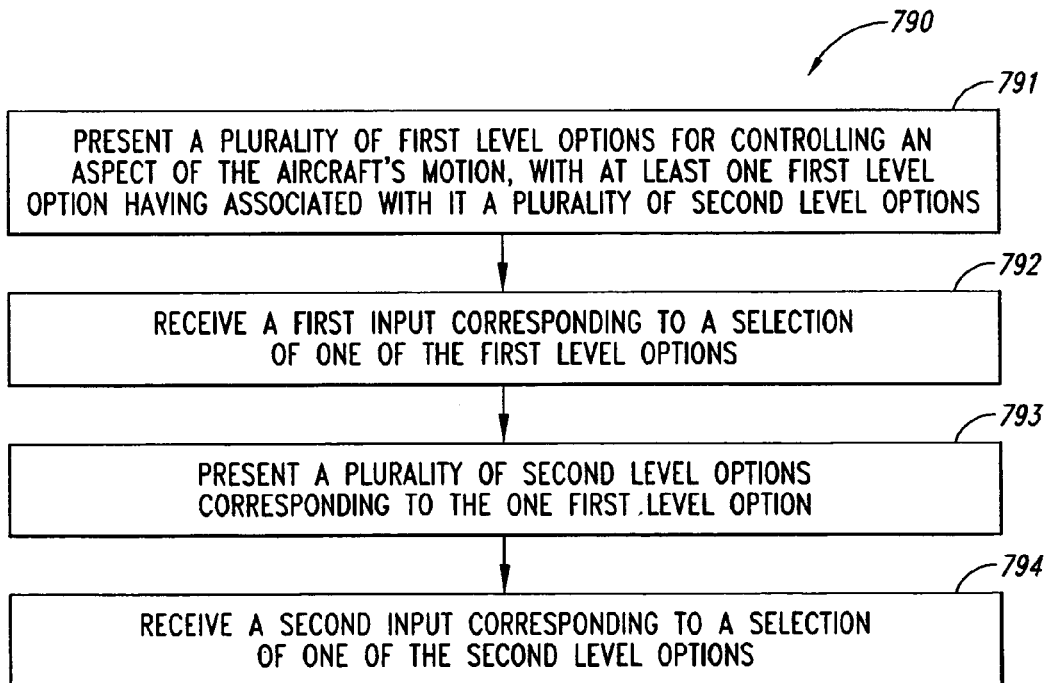 790
791
PRESENT A PLURALITY OF FIRST LEVEL OPTIONS FOR CONTROLLING AN
ASPECT OF THE AIRCRAFT'S MOTION, WITH AT LEAST ONE FIRST LEVEL
OPTION HAVING ASSOCIATED WITH IT A PLURALITY OF SECOND LEVEL OPTIONS
792
RECEIVE A FIRST INPUT CORRESPONDING TO A SELECTION
OF ONE OF THE FIRST LEVEL OPTIONS
793
PRESENT A PLURALITY OF SECOND LEVEL OPTIONS
CORRESPONDING TO THE ONE FIRST LEVEL OPTION
794
RECEIVE A SECOND INPUT CORRESPONDING TO A SELECTION
OF ONE OF THE SECOND LEVEL OPTIONS